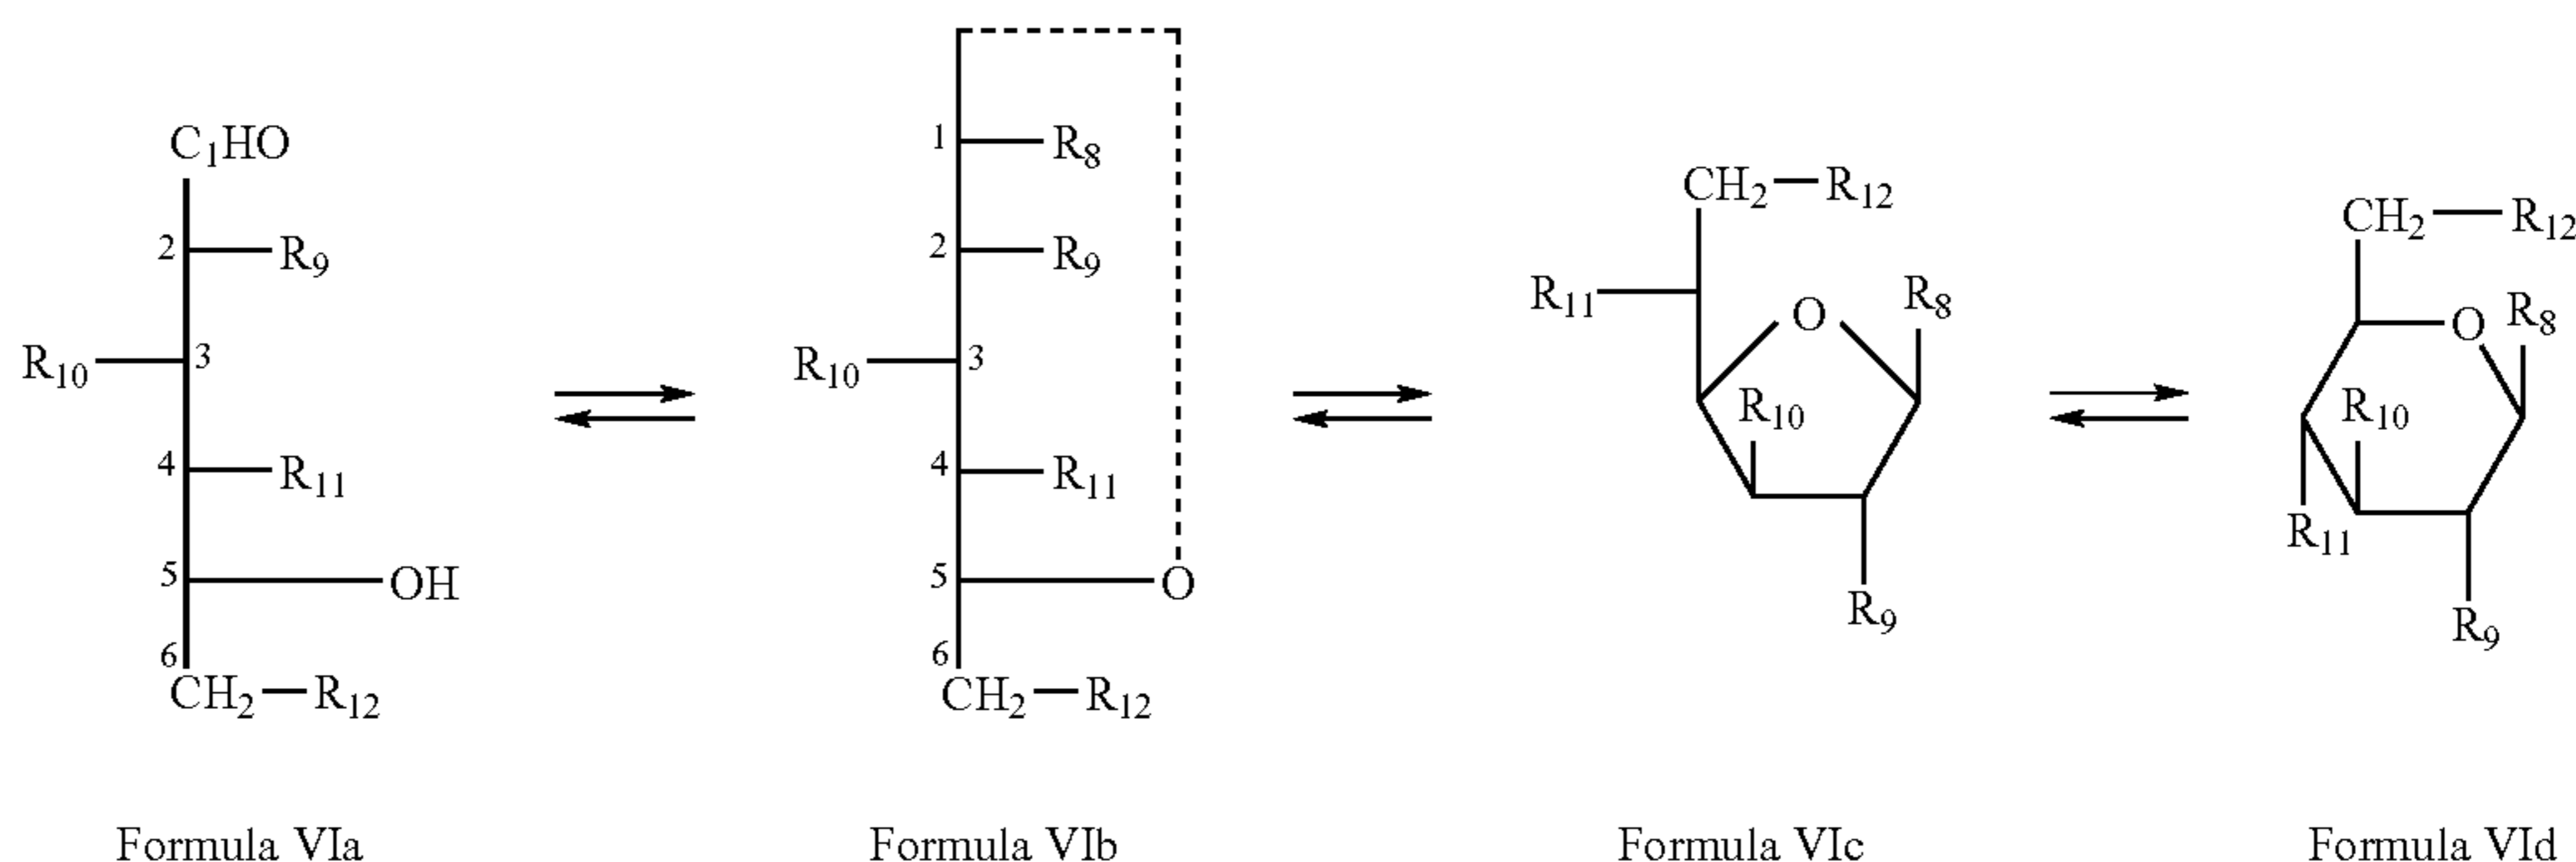 C₁HO
2 R₉
R₁₀ 3
4 R₁₁
5 OH
6
CH₂—R₁₂
Formula VIa
1 R₈
2 R₉
R₁₀ 3
4 R₁₁
5 O
6
CH₂—R₁₂
Formula VIb
CH₂—R₁₂
R₁₁ R₈
O
R₁₀
R₉
Formula VIc
CH₂—R₁₂
O R₈
R₁₀
R₁₁
R₉
Formula VId